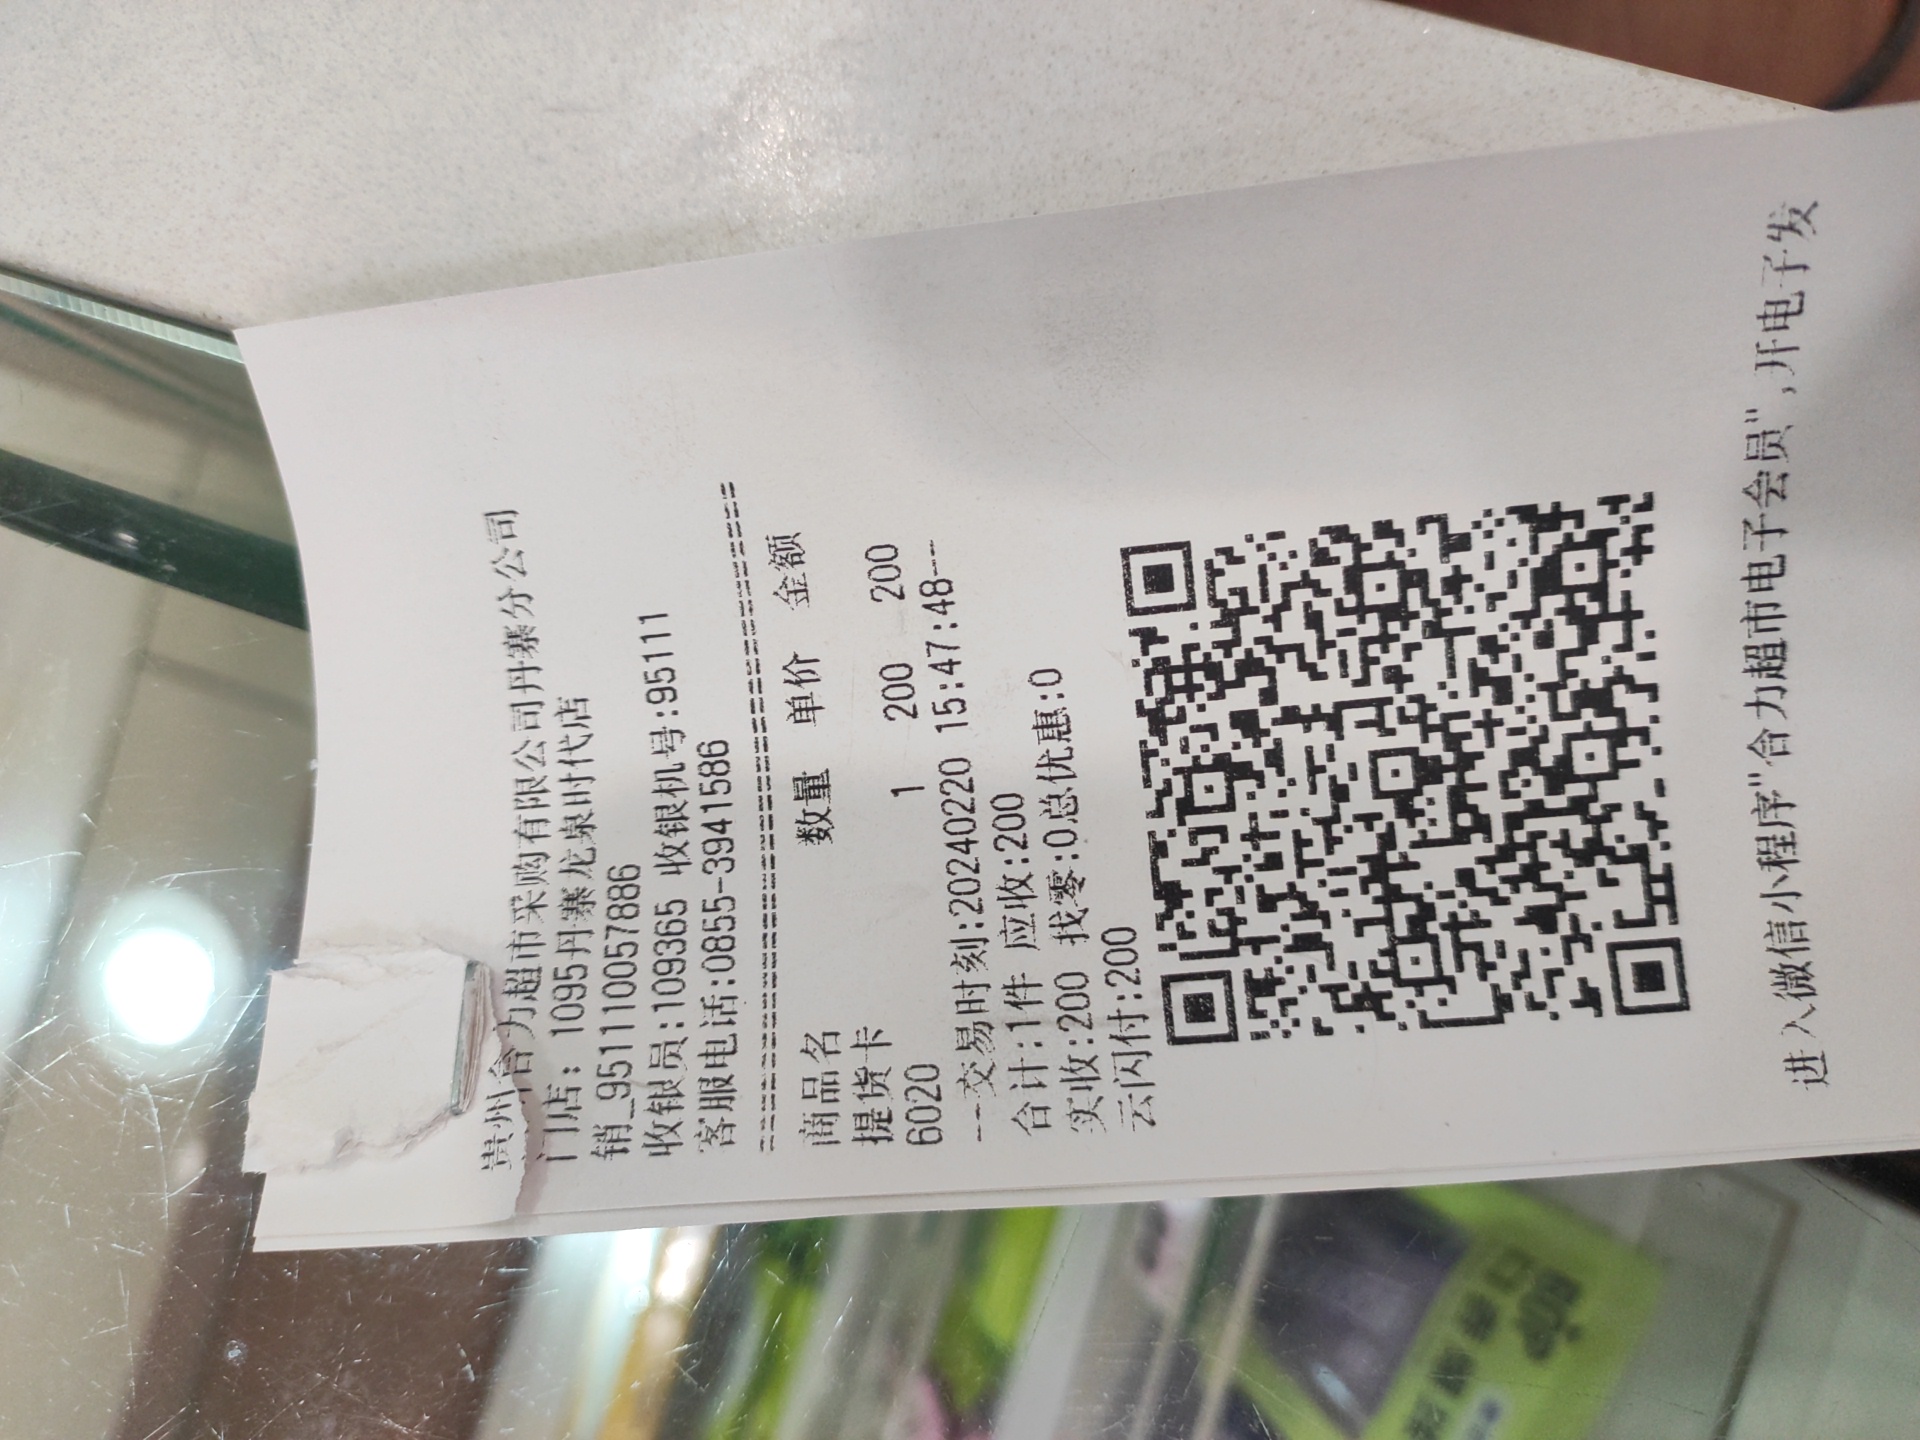 贵州合力超市采购有限公司丹寨分公司
门店: 1095丹寨龙泉时代店
销_951110057886
收银员:109365 收银机号:95111
客服电话:0855-3941586
商品名 数量 单价 金额
提货卡
6020 1 200 200
---交易时刻:20240220 15:47:48---
合计:1件 应收:200
实收:200 找零:0总优惠:0
云闪付:200
进入微信小程序"合力超市电子会员",开电子发